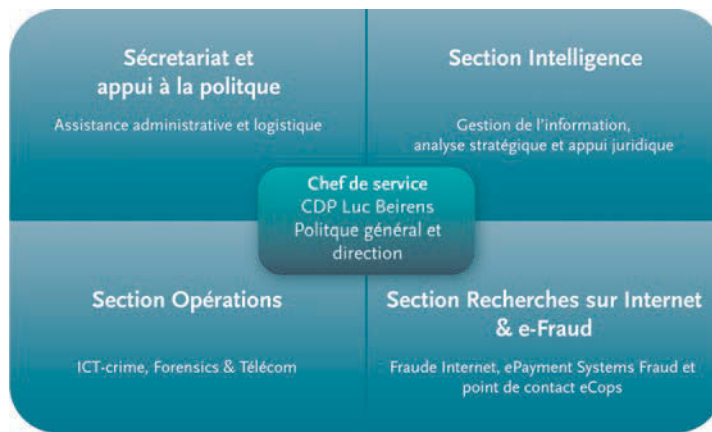 Sécretariat et
appui à la politque
Assistance administrative et logistique
Section Intelligence
Gestion de l'information,
analyse stratégique et appui juridique
Chef de service
CDP Luc Beirens
Politque général et
direction
Section Opérations
ICT-crime, Forensics & Télécom
Section Recherches sur Internet
& e-Fraud
Fraude Internet, ePayment Systems Fraud et
point de contact eCops